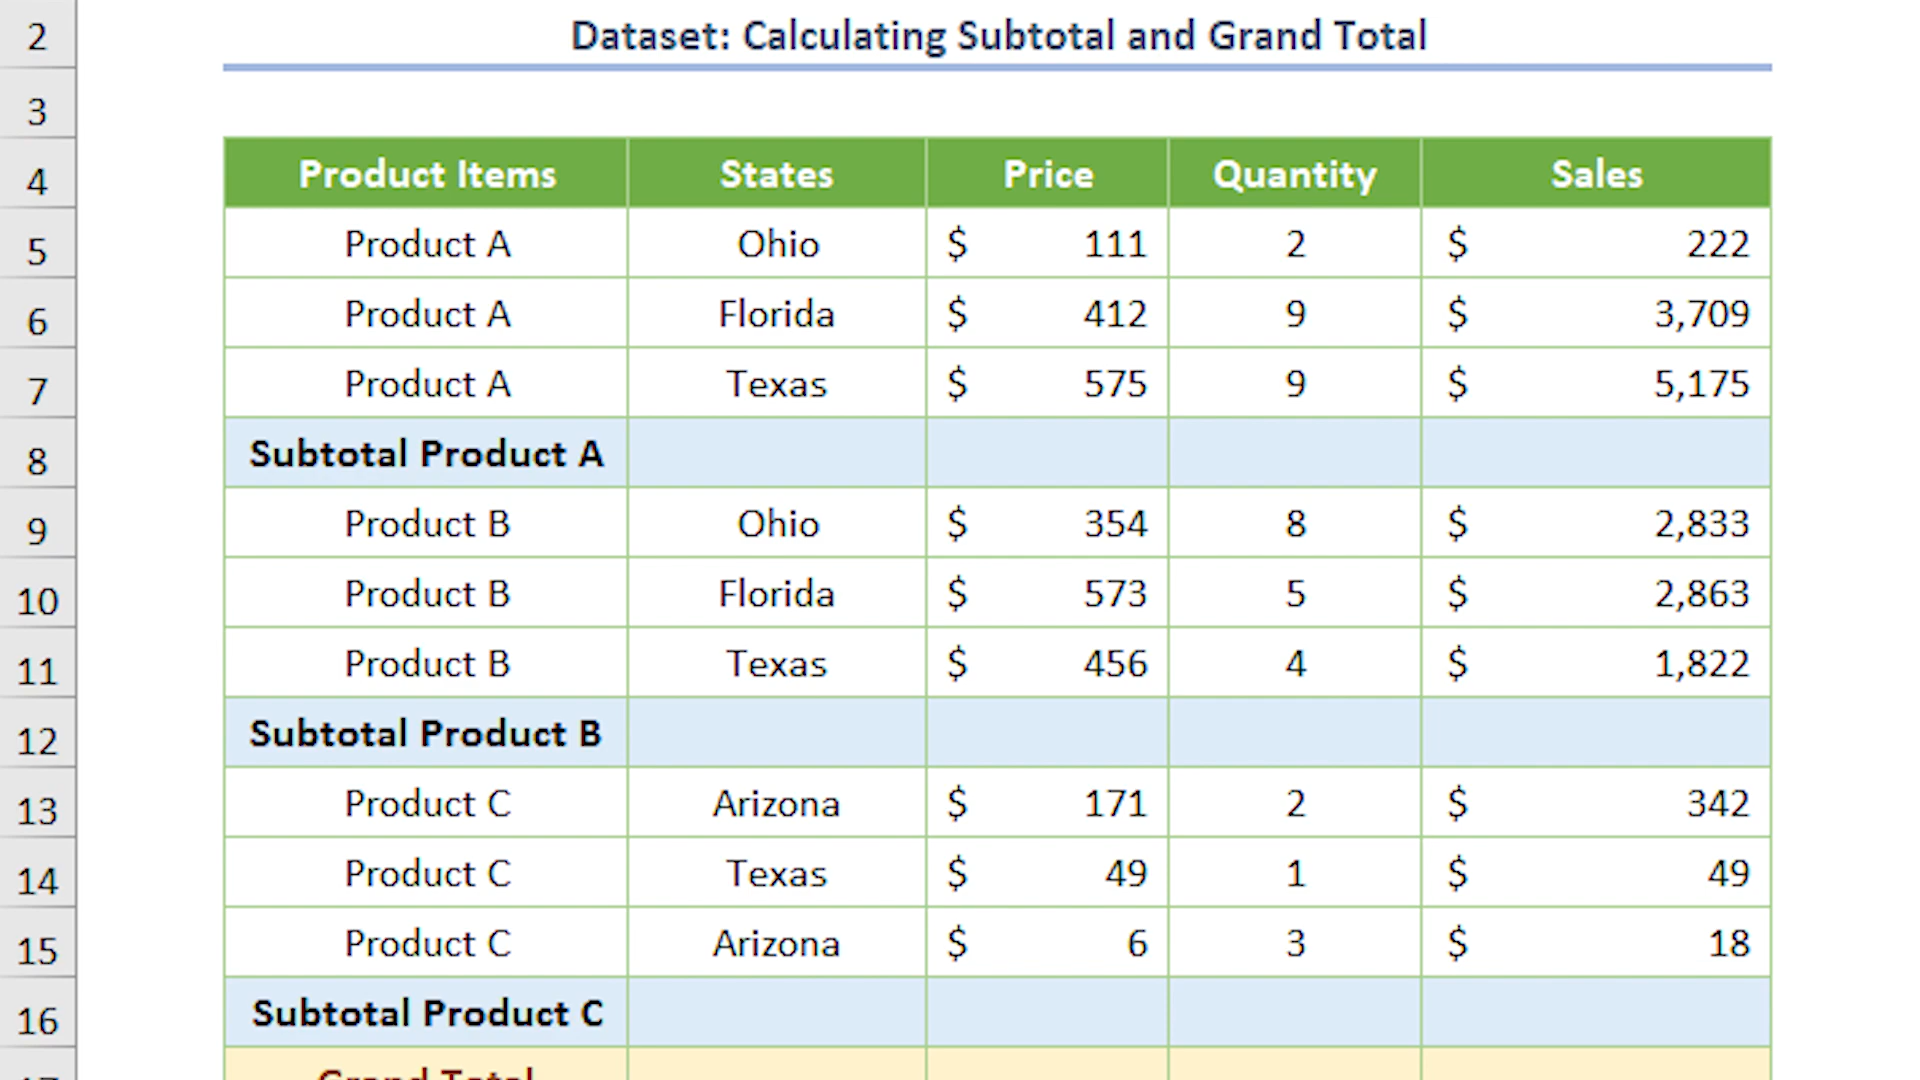 2 Dataset: Calculating Subtotal and Grand Total
3
4 Product Items States Price Quantity Sales
5 Product A Ohio $ 111 2 $ 222
6 Product A Florida $ 412 9 $ 3,709
7 Product A Texas $ 575 9 $ 5,175
8 Subtotal Product A
9 Product B Ohio $ 354 8 $ 2,833
10 Product B Florida $ 573 5 $ 2,863
11 Product B Texas $ 456 4 $ 1,822
12 Subtotal Product B
13 Product C Arizona $ 171 2 $ 342
14 Product C Texas $ 49 1 $ 49
15 Product C Arizona $ 6 3 $ 18
16 Subtotal Product C
17 Grand Total